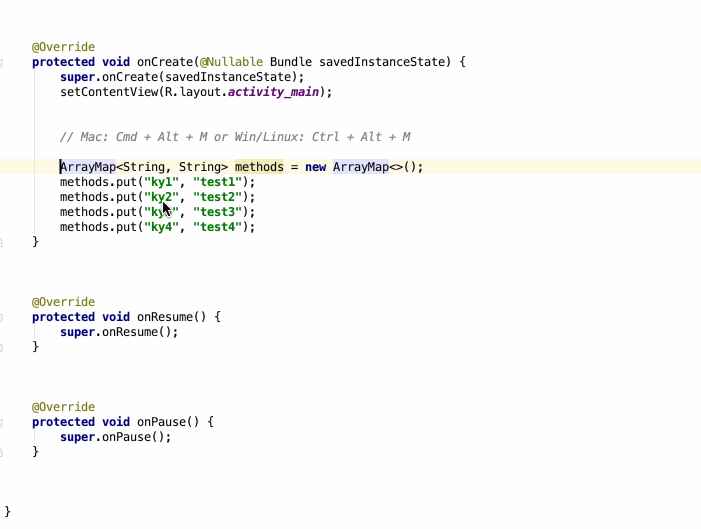 @Override
protected void onCreate(@Nullable Bundle savedInstanceState) {
super.onCreate(savedInstanceState);
setContentView(R.layout.activity_main);
// Mac: Cmd + Alt + M or Win/Linux: Ctrl + Alt + M
ArrayMap<String, String> methods = new ArrayMap<>();
methods.put("ky1", "test1");
methods.put("ky2", "test2");
methods.put("ky3", "test3");
methods.put("ky4", "test4");
}
@Override
protected void onResume() {
super.onResume();
}
@Override
protected void onPause() {
super.onPause();
}
}